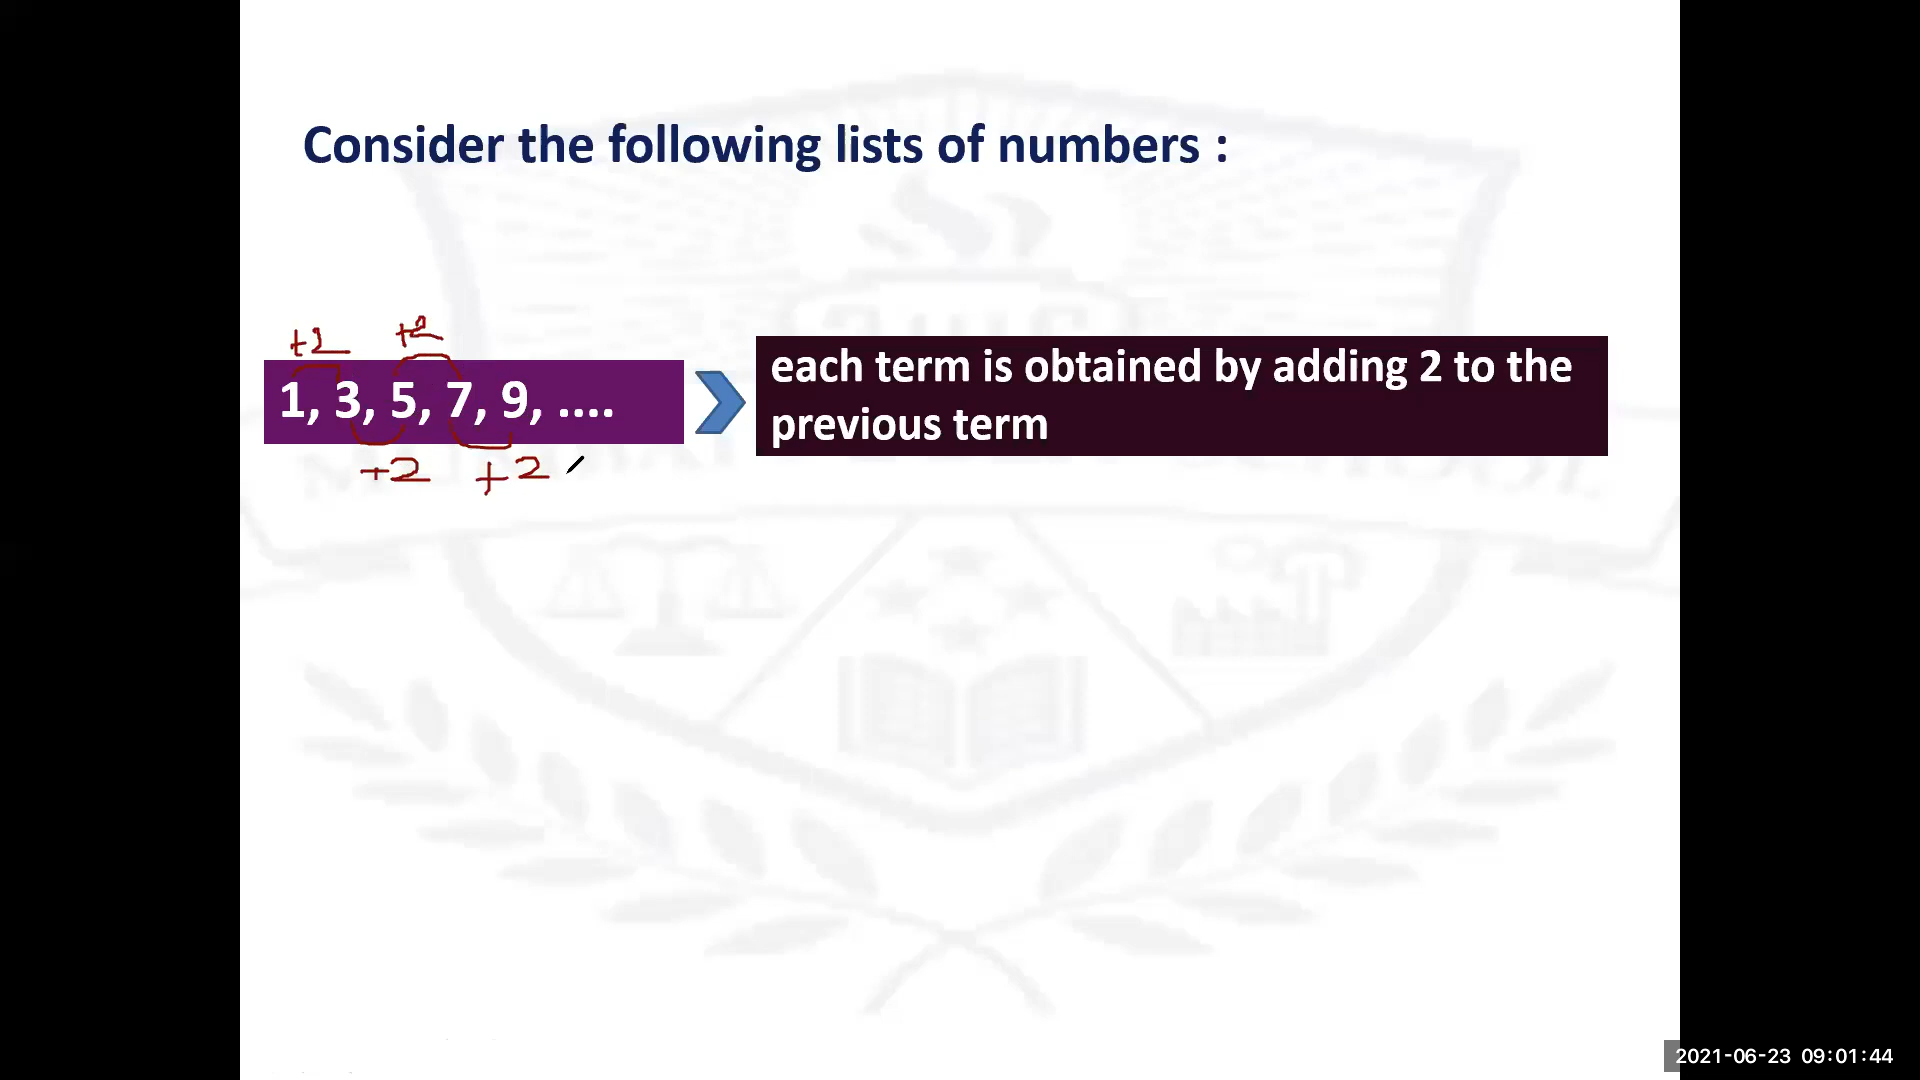 Consider the following lists of numbers :
+2 +2
1, 3, 5, 7, 9, ....
each term is obtained by adding 2 to the
previous term
+2 +2
2021-06-23 09:01:44